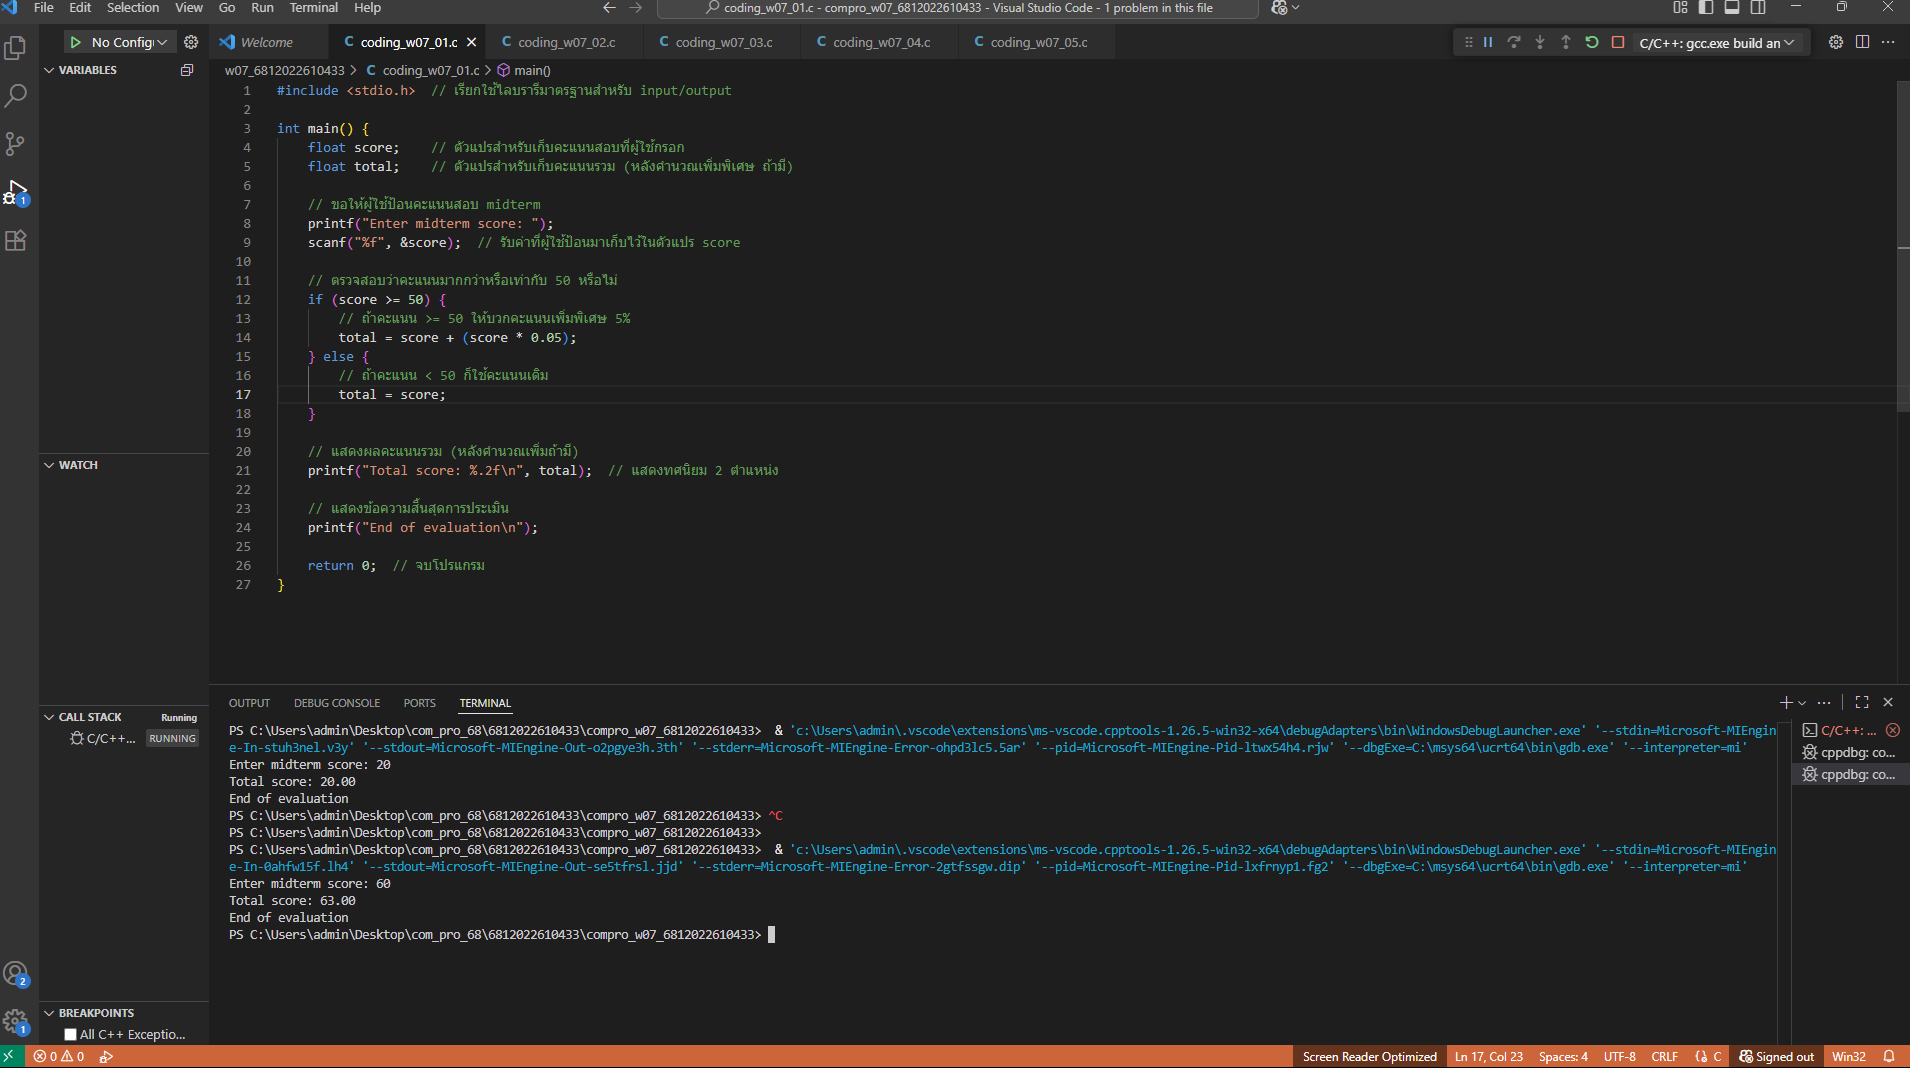 File Edit Selection View Go Run Terminal Help
coding_w07_01.c - compro_w07_6812022610433 - Visual Studio Code - 1 problem in this file
No Config
Welcome
C coding_w07_01.c
C coding_w07_02.c
C coding_w07_03.c
C coding_w07_04.c
C coding_w07_05.c
C/C++: gcc.exe build an
VARIABLES
w07_6812022610433 > C coding_w07_01.c > main()
1 #include <stdio.h>  // เรียกใช้ไลบรารีมาตรฐานสำหรับ input/output
2
3 int main() {
4     float score;    // ตัวแปรสำหรับเก็บคะแนนสอบที่ผู้ใช้กรอก
5     float total;    // ตัวแปรสำหรับเก็บคะแนนรวม (หลังคำนวณเพิ่มพิเศษ ถ้ามี)
6
7     // ขอให้ผู้ใช้ป้อนคะแนนสอบ midterm
8     printf("Enter midterm score: ");
9     scanf("%f", &score);  // รับค่าที่ผู้ใช้ป้อนมาเก็บไว้ในตัวแปร score
10
11     // ตรวจสอบว่าคะแนนมากกว่าหรือเท่ากับ 50 หรือไม่
12     if (score >= 50) {
13         // ถ้าคะแนน >= 50 ให้บวกคะแนนเพิ่มพิเศษ 5%
14         total = score + (score * 0.05);
15     } else {
16         // ถ้าคะแนน < 50 ก็ใช้คะแนนเดิม
17         total = score;
18     }
19
20     // แสดงผลคะแนนรวม (หลังคำนวณเพิ่มถ้ามี)
21     printf("Total score: %.2f\n", total);  // แสดงทศนิยม 2 ตำแหน่ง
22
23     // แสดงข้อความสิ้นสุดการประเมิน
24     printf("End of evaluation\n");
25
26     return 0;  // จบโปรแกรม
27 }
WATCH
CALL STACK Running
C/C++... RUNNING
BREAKPOINTS
All C++ Exceptio...
OUTPUT DEBUG CONSOLE PORTS TERMINAL
PS C:\Users\admin\Desktop\com_pro_68\6812022610433\compro_w07_6812022610433>  & 'c:\Users\admin\.vscode\extensions\ms-vscode.cpptools-1.26.5-win32-x64\debugAdapters\bin\WindowsDebugLauncher.exe' '--stdin=Microsoft-MIEngin
e-In-stuh3nel.v3y' '--stdout=Microsoft-MIEngine-Out-o2pgye3h.3th' '--stderr=Microsoft-MIEngine-Error-ohpd3lc5.5ar' '--pid=Microsoft-MIEngine-Pid-ltwx54h4.rjw' '--dbgExe=C:\msys64\ucrt64\bin\gdb.exe' '--interpreter=mi'
Enter midterm score: 20
Total score: 20.00
End of evaluation
PS C:\Users\admin\Desktop\com_pro_68\6812022610433\compro_w07_6812022610433> ^C
PS C:\Users\admin\Desktop\com_pro_68\6812022610433\compro_w07_6812022610433>
PS C:\Users\admin\Desktop\com_pro_68\6812022610433\compro_w07_6812022610433>  & 'c:\Users\admin\.vscode\extensions\ms-vscode.cpptools-1.26.5-win32-x64\debugAdapters\bin\WindowsDebugLauncher.exe' '--stdin=Microsoft-MIEngin
e-In-0ahfw15f.lh4' '--stdout=Microsoft-MIEngine-Out-se5tfrsl.jjd' '--stderr=Microsoft-MIEngine-Error-2gtfssgw.dip' '--pid=Microsoft-MIEngine-Pid-lxfrnyp1.fg2' '--dbgExe=C:\msys64\ucrt64\bin\gdb.exe' '--interpreter=mi'
Enter midterm score: 60
Total score: 63.00
End of evaluation
PS C:\Users\admin\Desktop\com_pro_68\6812022610433\compro_w07_6812022610433>
C/C++: ...
cppdbg: co...
cppdbg: co...
1
2
1
0 0
Screen Reader Optimized Ln 17, Col 23 Spaces: 4 UTF-8 CRLF C Signed out Win32